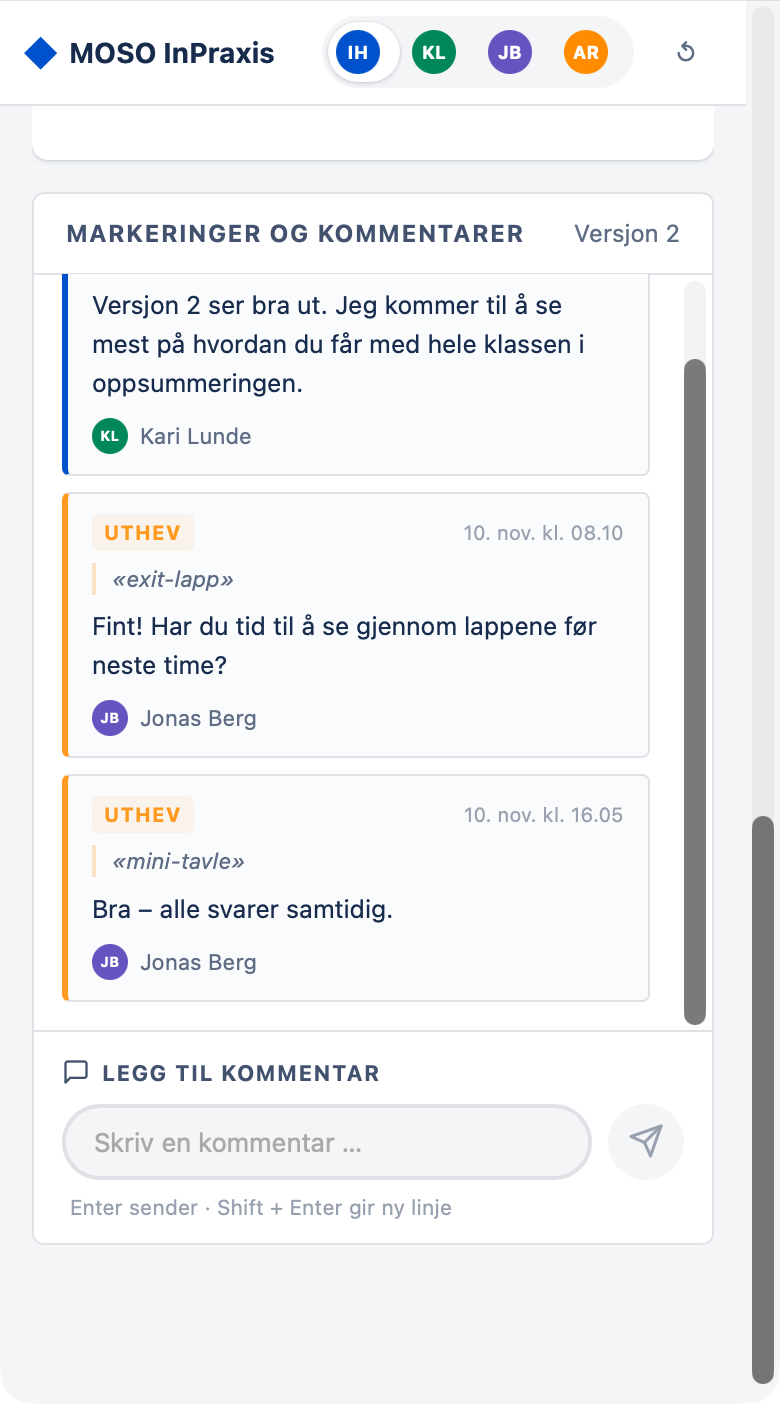 MOSO InPraxis
IH
KL
JB
AR
MARKERINGER OG KOMMENTARER
Versjon 2
Versjon 2 ser bra ut. Jeg kommer til å se
mest på hvordan du får med hele klassen i
oppsummeringen.
KL
Kari Lunde
UTHEV
10. nov. kl. 08.10
«exit-lapp»
Fint! Har du tid til å se gjennom lappene før
neste time?
JB
Jonas Berg
UTHEV
10. nov. kl. 16.05
«mini-tavle»
Bra – alle svarer samtidig.
JB
Jonas Berg
LEGG TIL KOMMENTAR
Skriv en kommentar ...
Enter sender · Shift + Enter gir ny linje